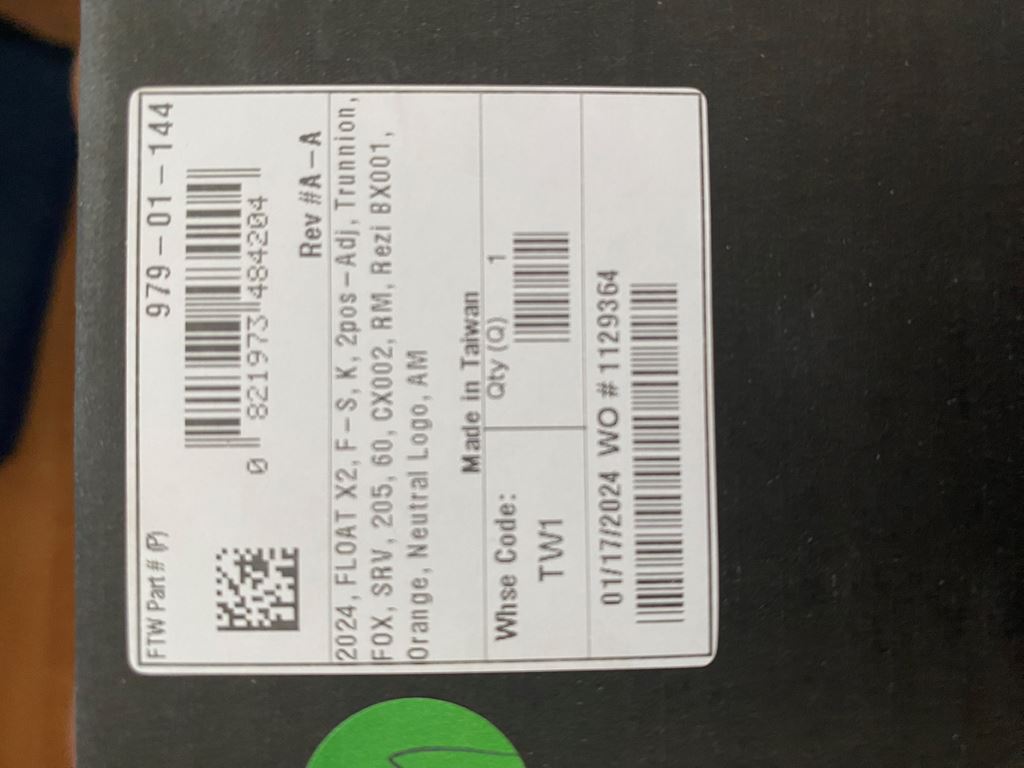 FTW Part# (P)
979-01-144
0 821973 484204
Rev #A-A
2024, FLOAT X2, F-S, K, 2pos-Adj, Trunnion,
FOX, SRV, 205, 60, CX002, RM, Rezi BX001,
Orange, Neutral Logo, AM
Made in Taiwan
Whse Code:
TW1
Qty (Q) 1
01/17/2024 WO # 1129364